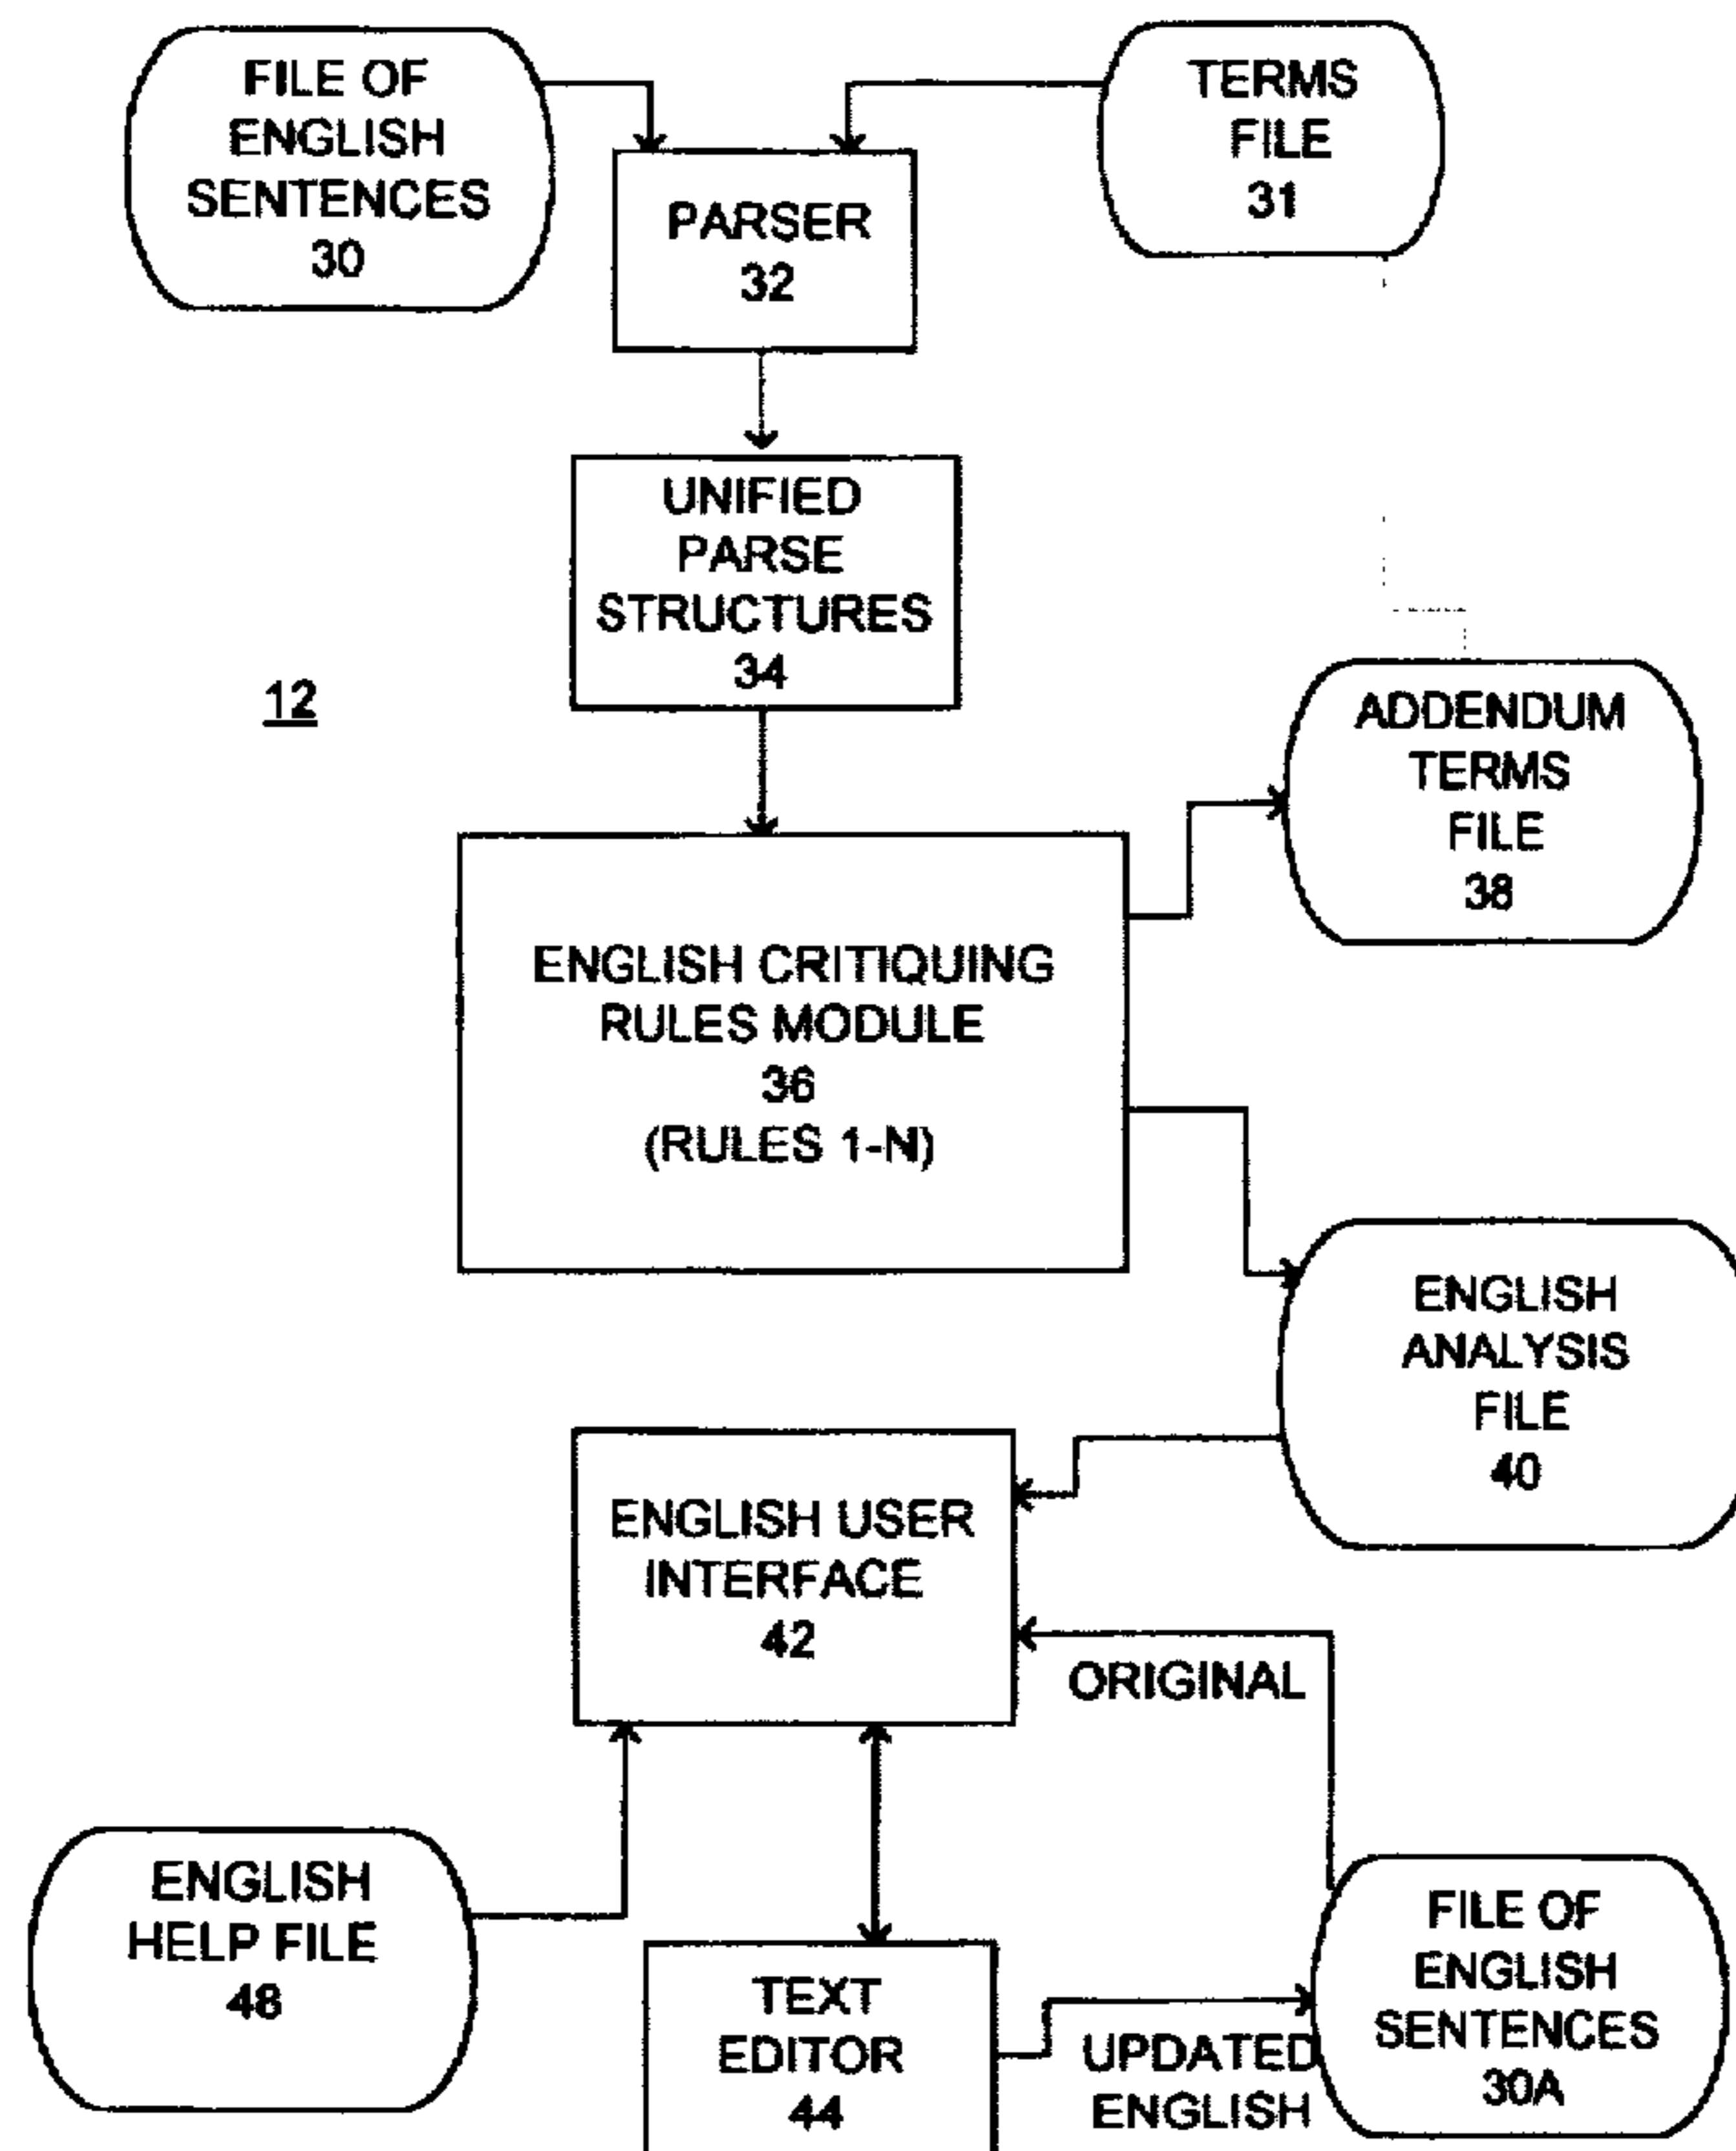 FILE OF
ENGLISH
SENTENCES
30
TERMS
FILE
31
PARSER
32
UNIFIED
PARSE
STRUCTURES
34
12
ADDENDUM
TERMS
FILE
38
ENGLISH CRITIQUING
RULES MODULE
36
(RULES 1-N)
ENGLISH
ANALYSIS
FILE
40
ENGLISH USER
INTERFACE
42
ORIGINAL
ENGLISH
HELP FILE
48
TEXT
EDITOR
44
UPDATED
ENGLISH
FILE OF
ENGLISH
SENTENCES
30A